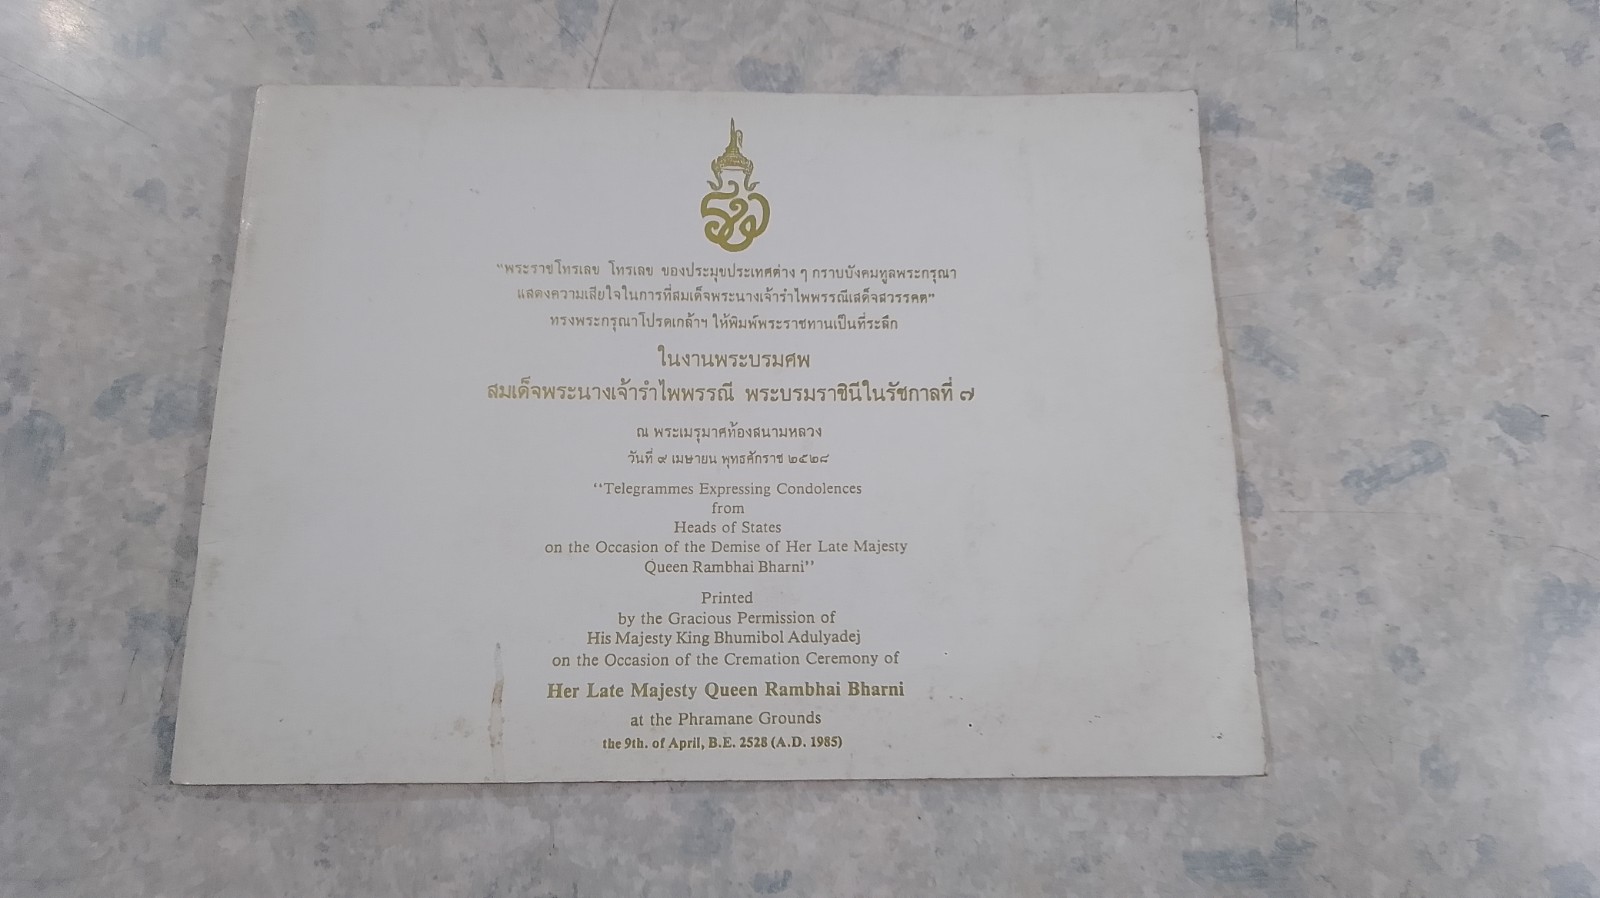 "พระราชโทรเลข โทรเลข ของประมุขประเทศต่าง ๆ กราบบังคมทูลพระกรุณา
แสดงความเสียใจในการที่สมเด็จพระนางเจ้ารำไพพรรณีเสด็จสวรรคต"
ทรงพระกรุณาโปรดเกล้าฯ ให้พิมพ์พระราชทานเป็นที่ระลึก
ในงานพระบรมศพ
สมเด็จพระนางเจ้ารำไพพรรณี พระบรมราชินีในรัชกาลที่ ๗
ณ พระเมรุมาศท้องสนามหลวง
วันที่ ๙ เมษายน พุทธศักราช ๒๕๒๘
"Telegrammes Expressing Condolences
from
Heads of States
on the Occasion of the Demise of Her Late Majesty
Queen Rambhai Bharni"
Printed
by the Gracious Permission of
His Majesty King Bhumibol Adulyadej
on the Occasion of the Cremation Ceremony of
Her Late Majesty Queen Rambhai Bharni
at the Phramane Grounds
the 9th. of April, B.E. 2528 (A.D. 1985)